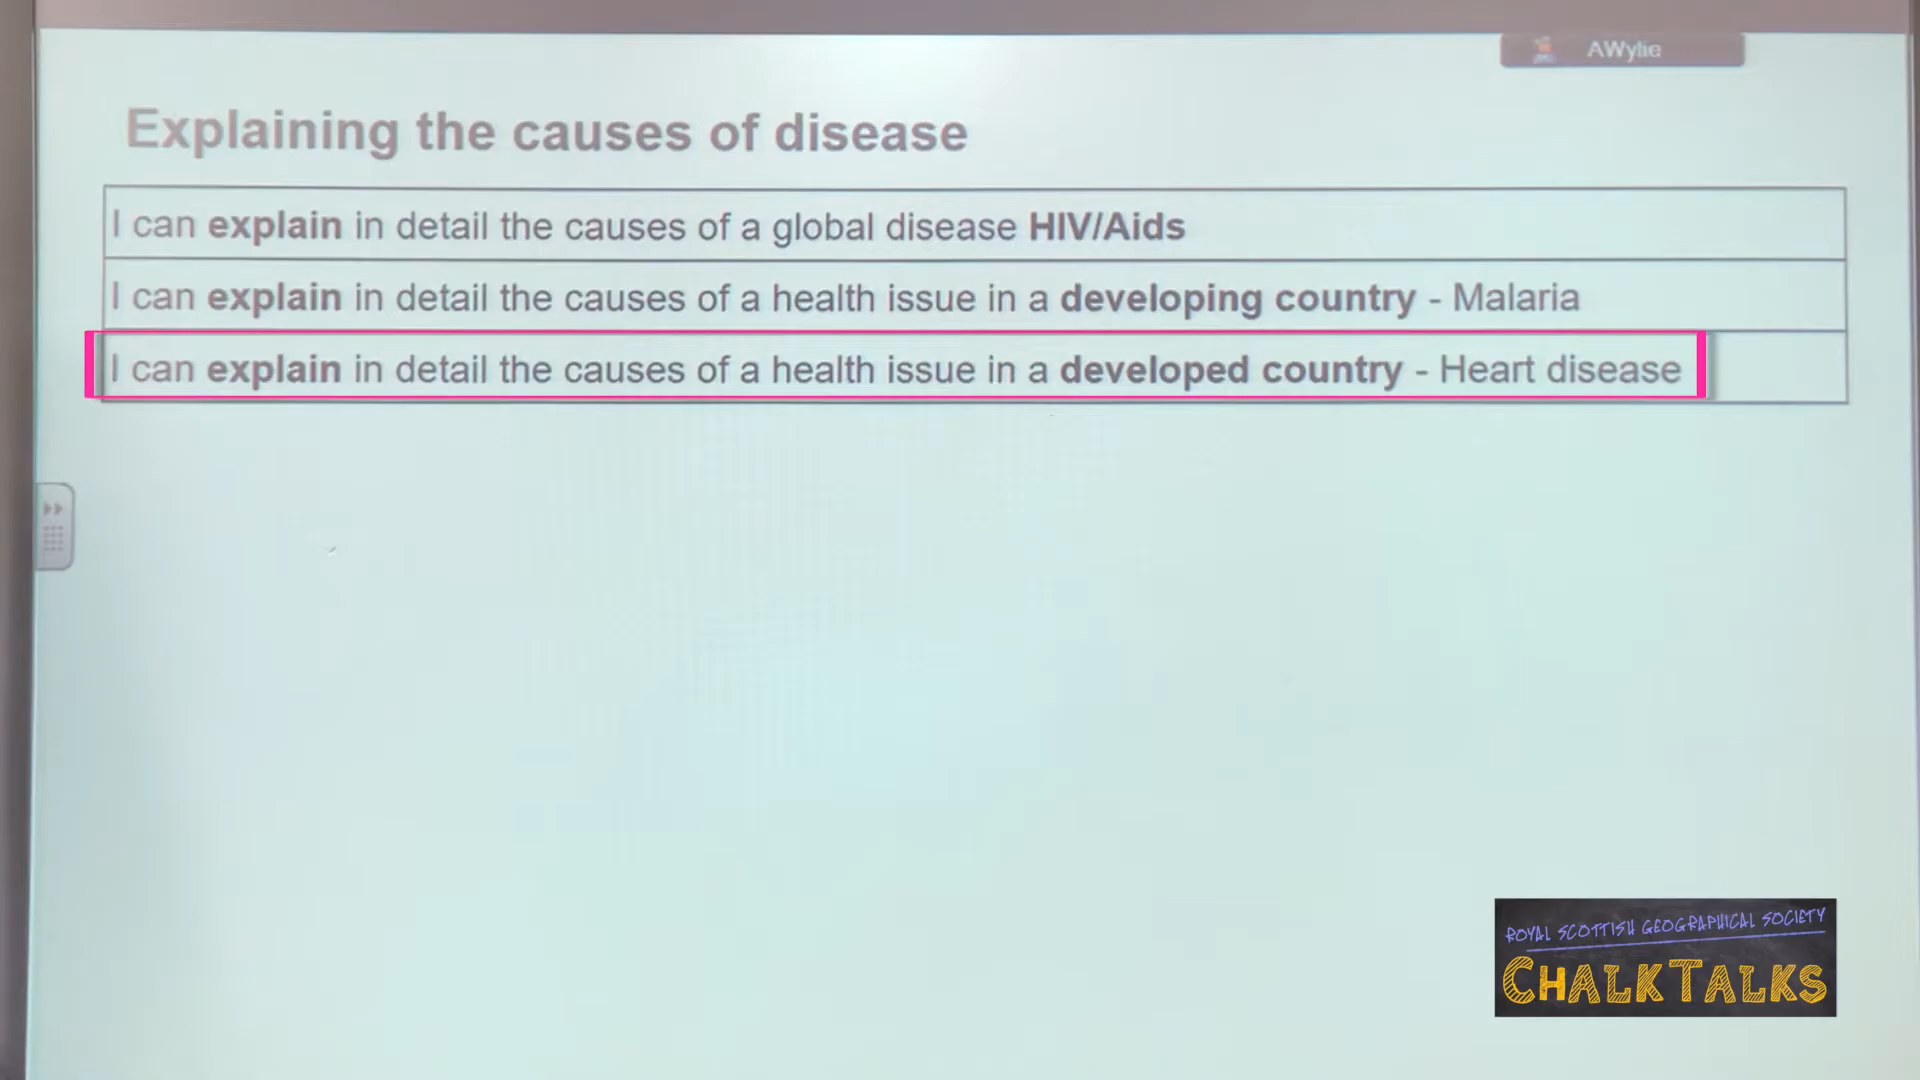 AWylie
Explaining the causes of disease
I can explain in detail the causes of a global disease HIV/Aids
I can explain in detail the causes of a health issue in a developing country - Malaria
I can explain in detail the causes of a health issue in a developed country - Heart disease
ROYAL SCOTTISH GEOGRAPHICAL SOCIETY
CHALKTALKS